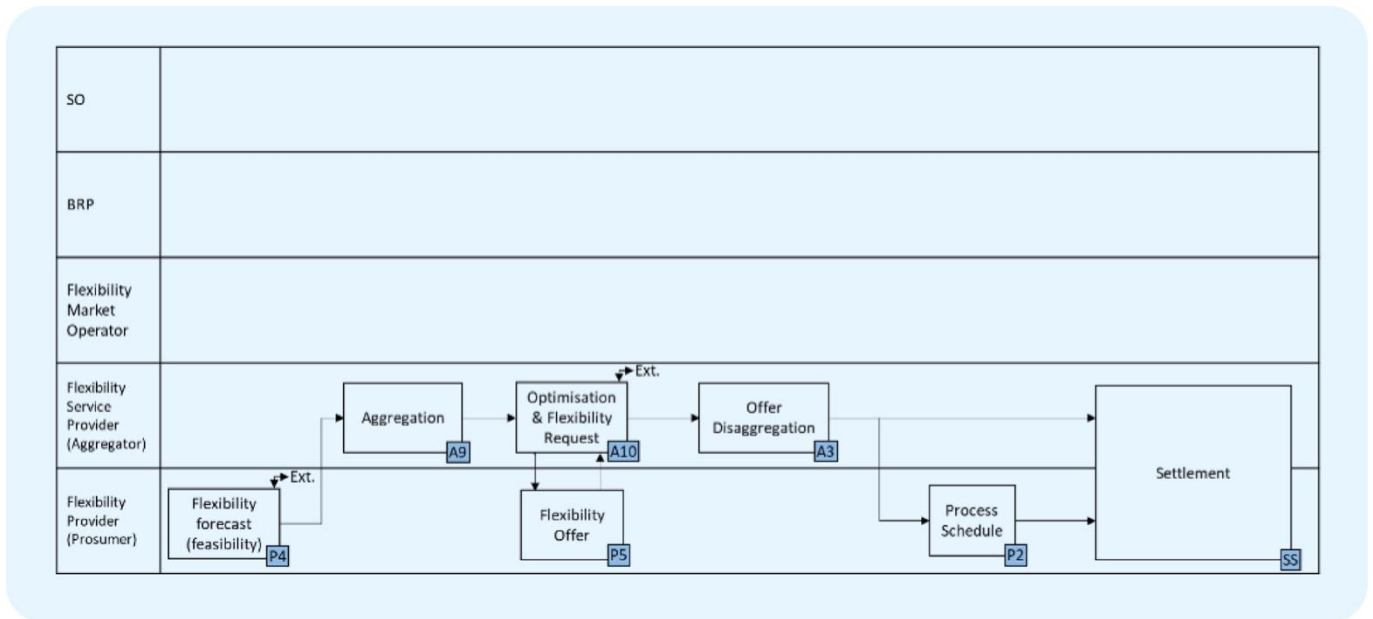 SO
BRP
Flexibility
Market
Operator
Flexibility
Service
Provider
(Aggregator)
Aggregation
A9
Optimisation
& Flexibility
Request
A10
Ext.
Offer
Disaggregation
A3
Settlement
SS
Flexibility
Provider
(Prosumer)
Flexibility
forecast
(feasibility)
P4
Ext.
Flexibility
Offer
P5
Process
Schedule
P2